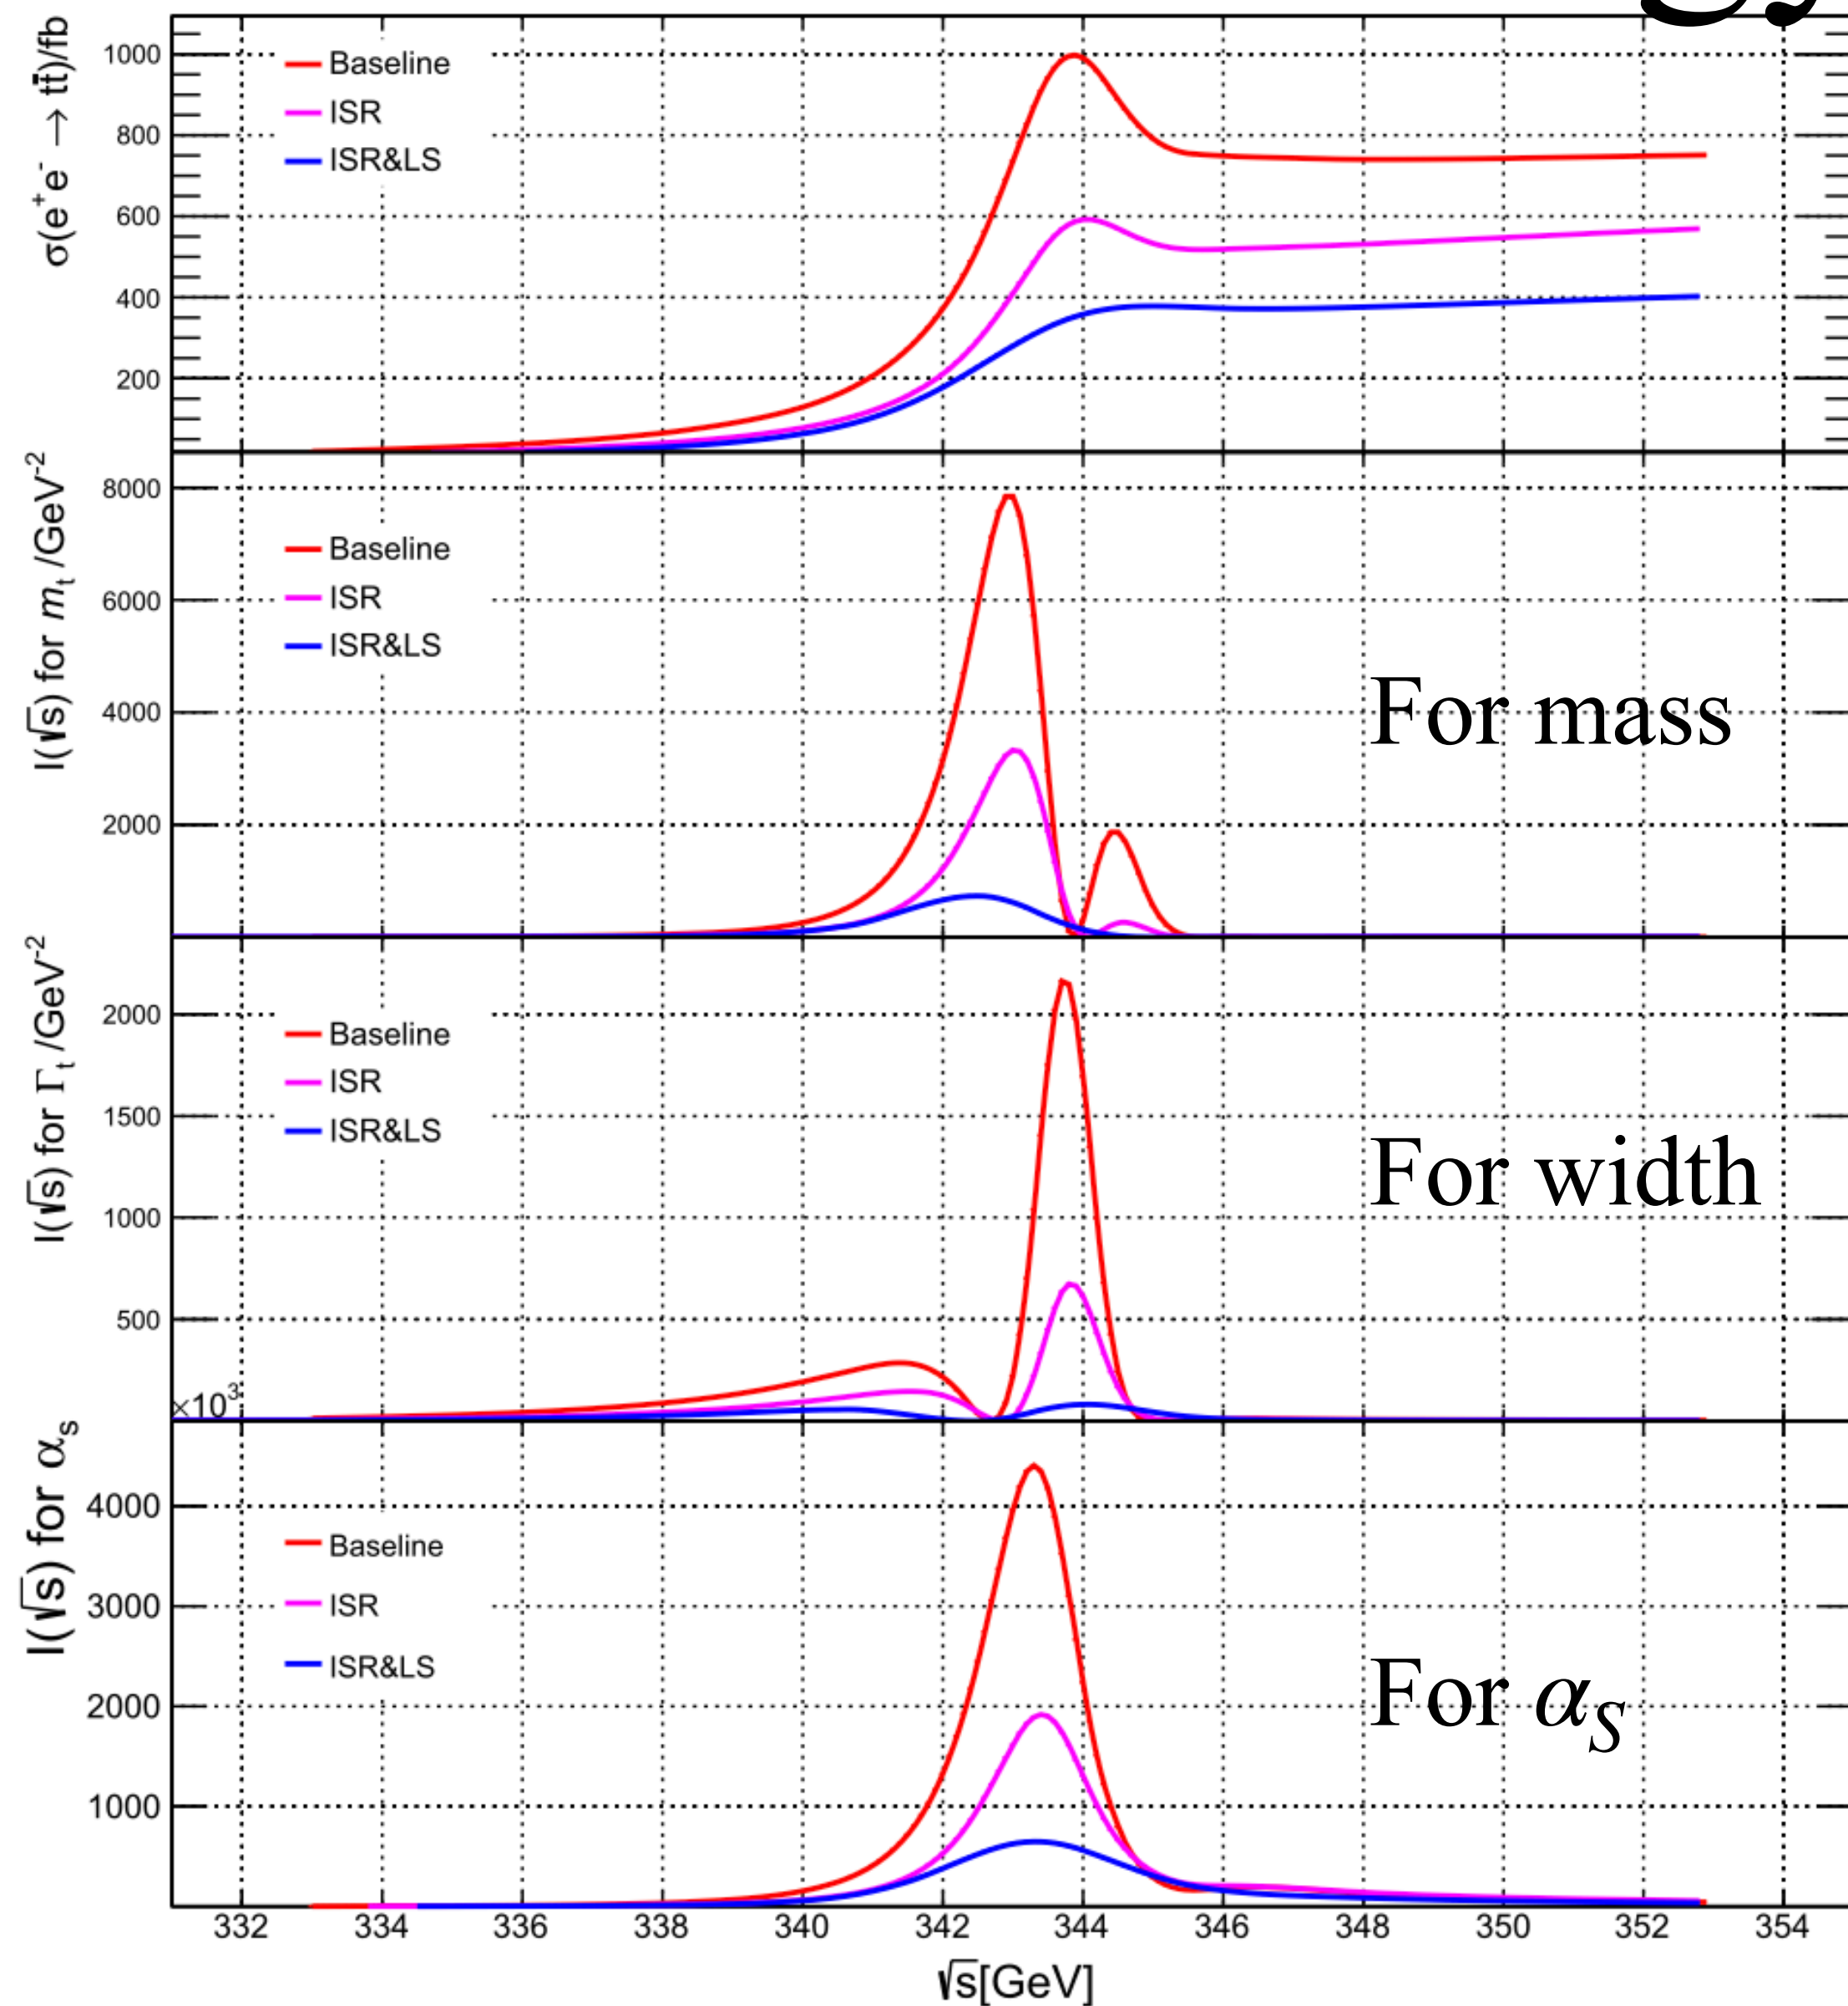 gy
σ(e⁺e⁻ → tt̄)/fb
1000
800
600
400
200
Baseline
ISR
ISR&LS
I(√s) for mₜ /GeV⁻²
8000
6000
4000
2000
Baseline
ISR
ISR&LS
For mass
I(√s) for Γₜ /GeV⁻²
2000
1500
1000
500
Baseline
ISR
ISR&LS
For width
×10³
I(√s) for αₛ
4000
3000
2000
1000
Baseline
ISR
ISR&LS
For α_S
332 334 336 338 340 342 344 346 348 350 352 354
√s[GeV]